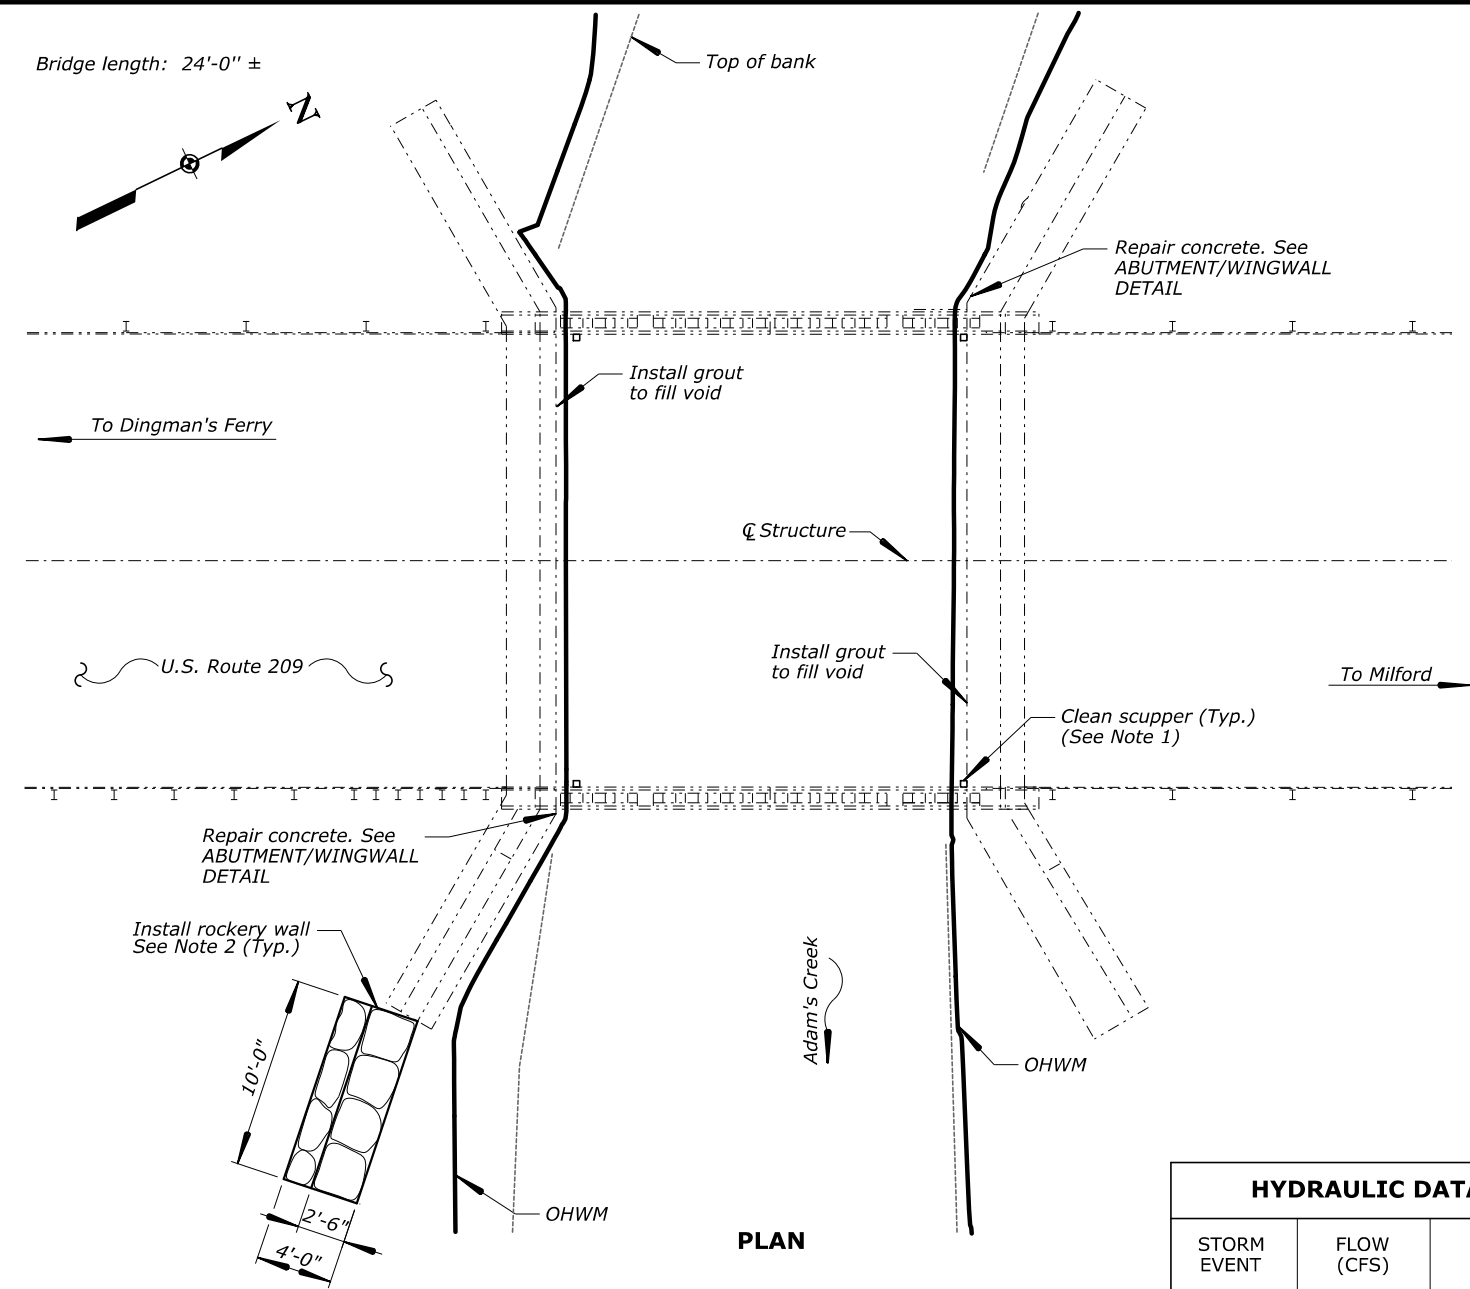 Bridge length: 24'-0'' ±
N
Top of bank
Repair concrete. See
ABUTMENT/WINGWALL
DETAIL
Install grout
to fill void
To Dingman's Ferry
℄ Structure
U.S. Route 209
Install grout
to fill void
To Milford
Clean scupper (Typ.)
(See Note 1)
Repair concrete. See
ABUTMENT/WINGWALL
DETAIL
Install rockery wall
See Note 2 (Typ.)
Adam's Creek
10'-0"
OHWM
OHWM
2'-6"
4'-0"
PLAN
HYDRAULIC DATA
STORM
EVENT
FLOW
(CFS)